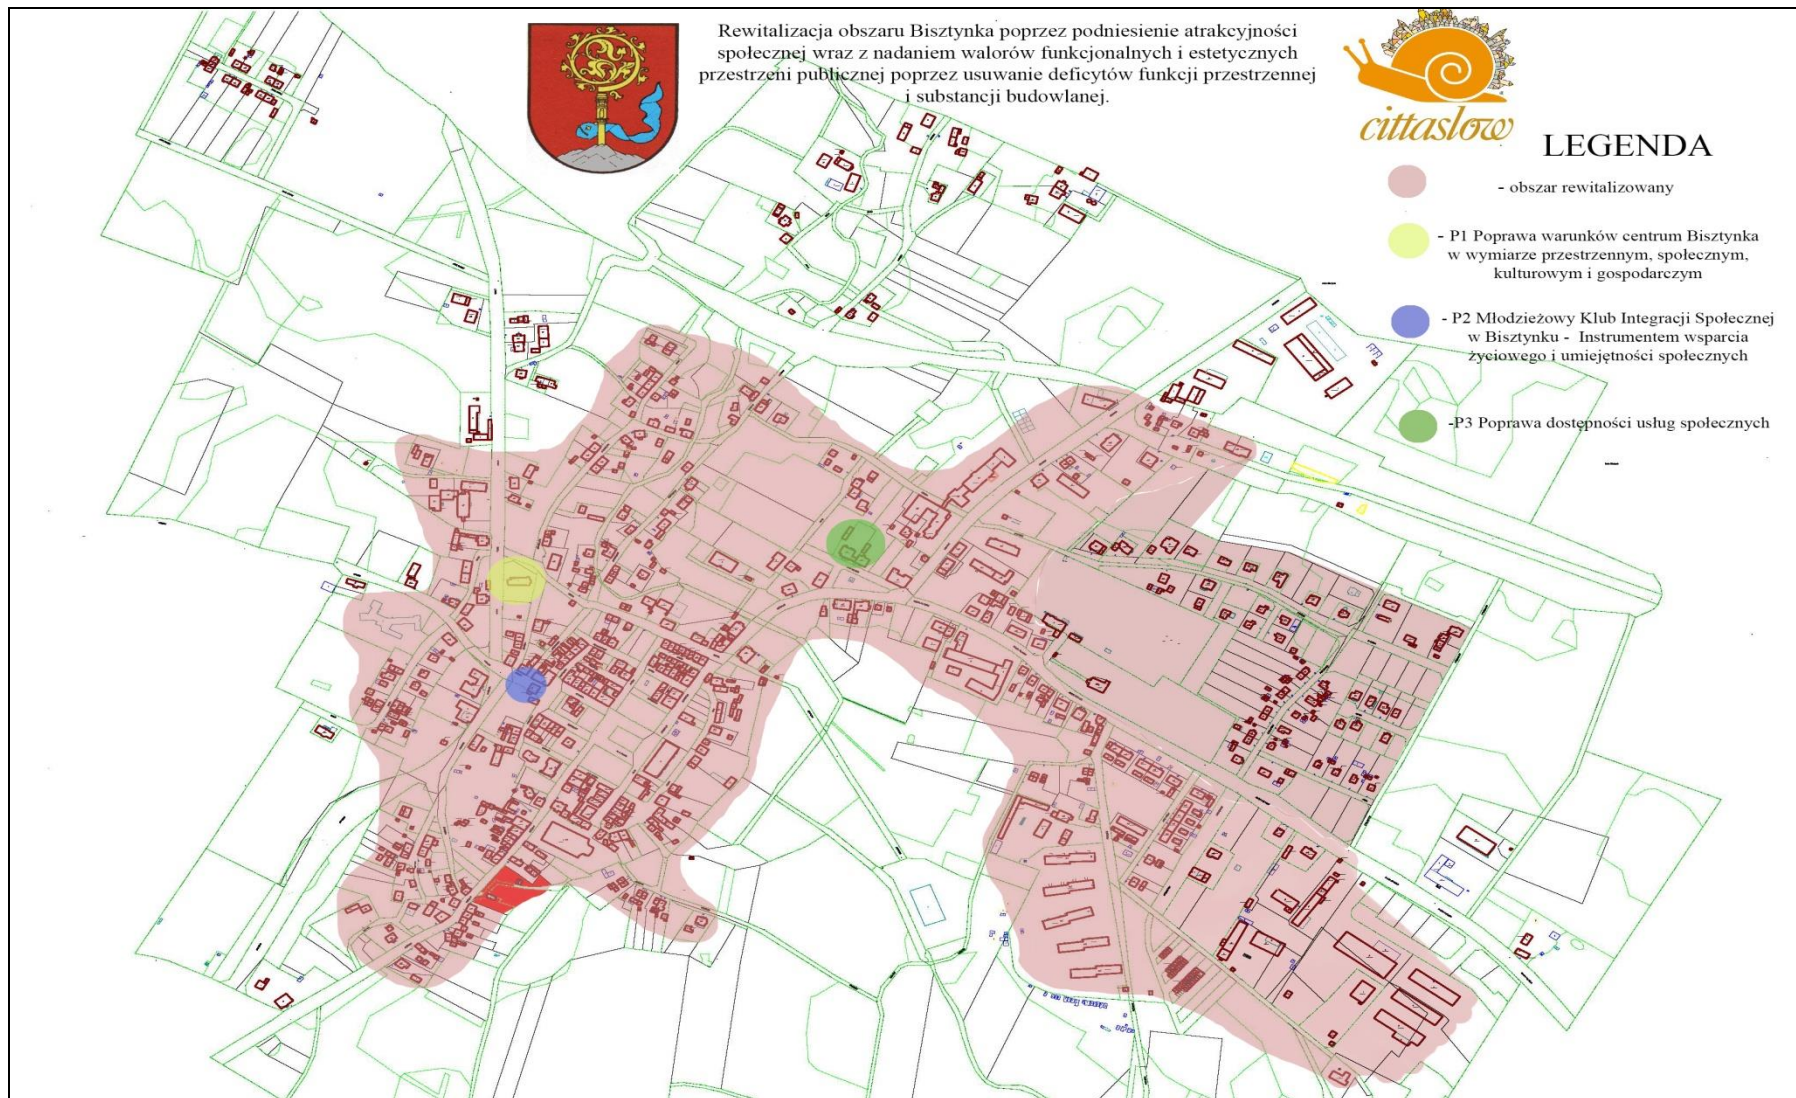 Rewitalizacja obszaru Bisztynka poprzez podniesienie atrakcyjności
społecznej wraz z nadaniem walorów funkcjonalnych i estetycznych
przestrzeni publicznej poprzez usuwanie deficytów funkcji przestrzennej
i substancji budowlanej.
cittaslow
LEGENDA
- obszar rewitalizowany
- P1 Poprawa warunków centrum Bisztynka
w wymiarze przestrzennym, społecznym,
kulturowym i gospodarczym
- P2 Młodzieżowy Klub Integracji Społecznej
w Bisztynku - Instrumentem wsparcia
życiowego i umiejętności społecznych
-P3 Poprawa dostępności usług społecznych